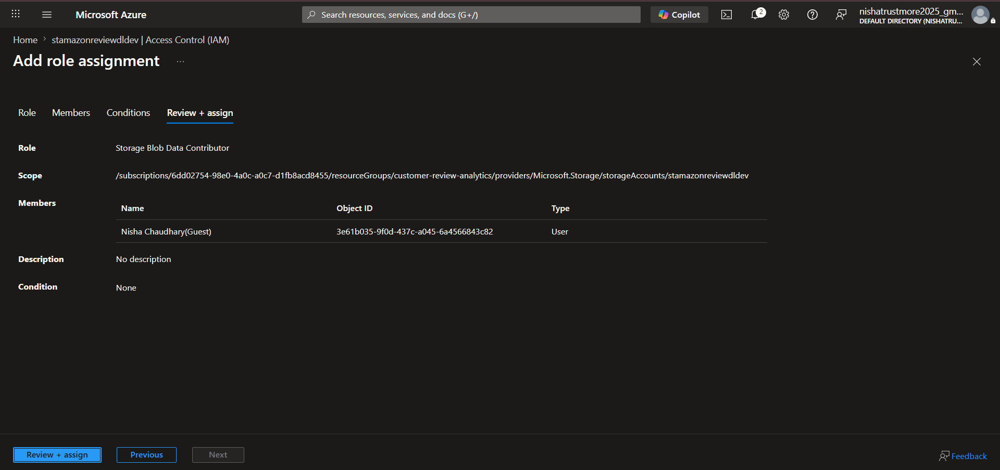 Microsoft Azure
Search resources, services, and docs (G+/)
Copilot
2
nishatrustmore2025_gm...
DEFAULT DIRECTORY (NISHATRU...
Home > stamazonreviewdldev | Access Control (IAM)
Add role assignment ...
Role Members Conditions Review + assign
Role Storage Blob Data Contributor
Scope /subscriptions/6dd02754-98e0-4a0c-a0c7-d1fb8acd8455/resourceGroups/customer-review-analytics/providers/Microsoft.Storage/storageAccounts/stamazonreviewdldev
Members
Name Object ID Type
Nisha Chaudhary(Guest) 3e61b035-9f0d-437c-a045-6a4566843c82 User
Description No description
Condition None
Review + assign Previous Next
Feedback